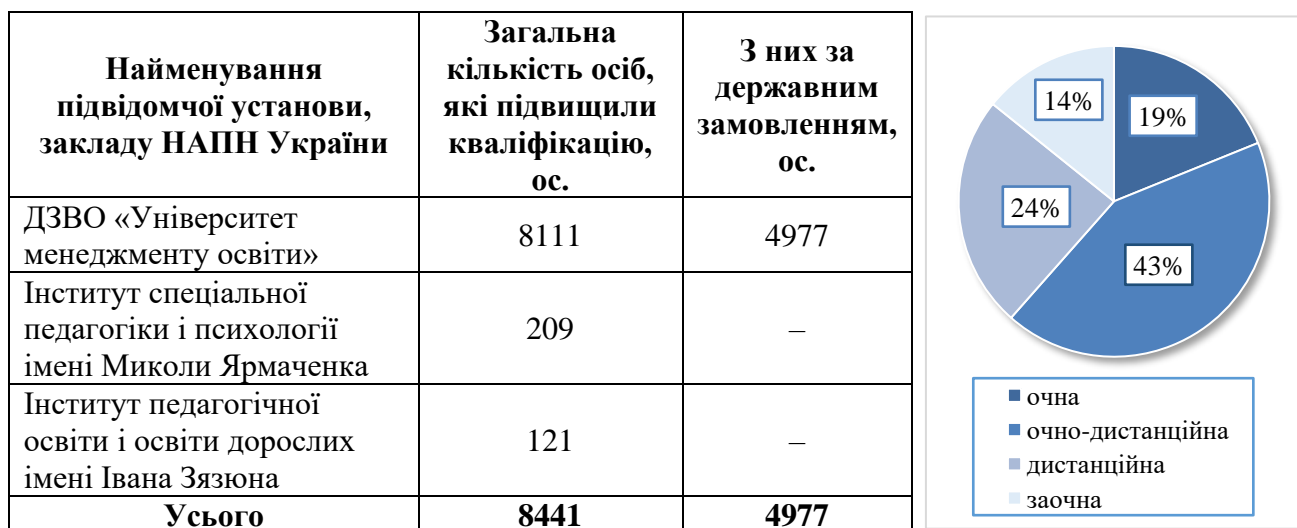 Найменування
підвідомчої установи,
закладу НАПН України
Загальна
кількість осіб,
які підвищили
кваліфікацію,
ос.
З них за
державним
замовленням,
ос.
ДЗВО «Університет
менеджменту освіти»
8111
4977
Інститут спеціальної
педагогіки і психології
імені Миколи Ярмаченка
209
–
Інститут педагогічної
освіти і освіти дорослих
імені Івана Зязюна
121
–
Усього
8441
4977
14%
19%
24%
43%
очна
очно-дистанційна
дистанційна
заочна